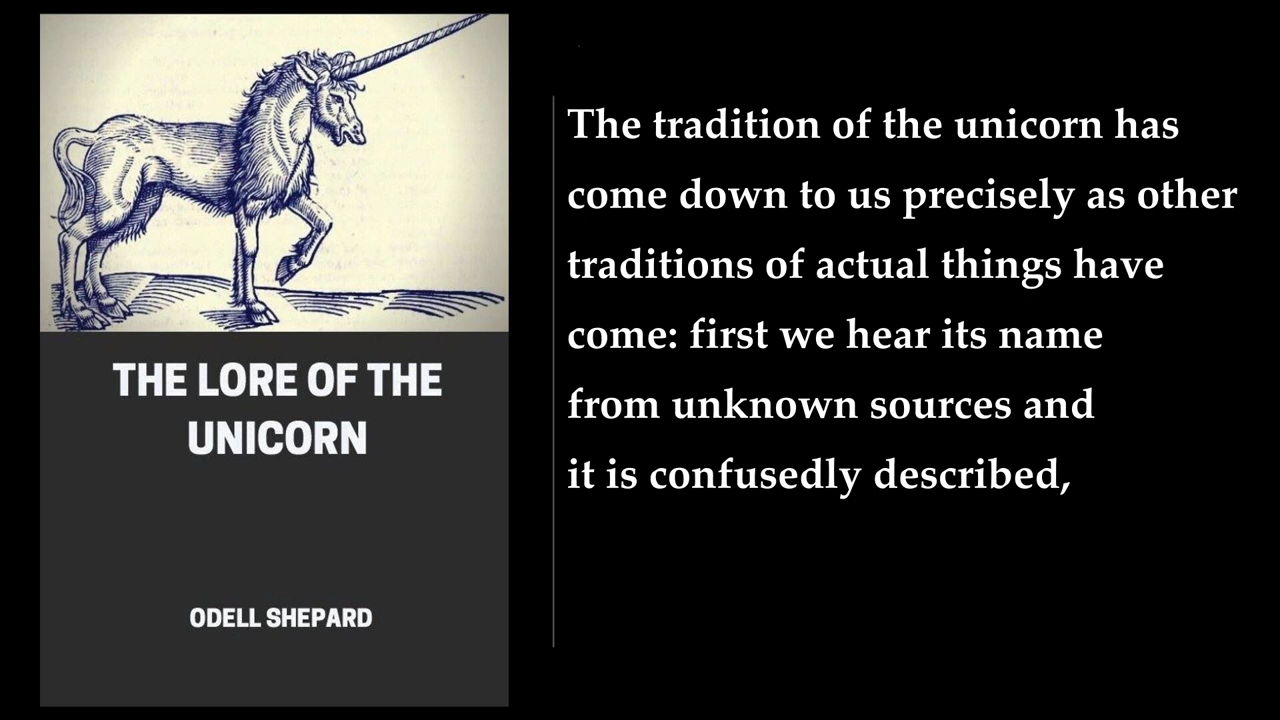 THE LORE OF THE
UNICORN
ODELL SHEPARD
The tradition of the unicorn has
come down to us precisely as other
traditions of actual things have
come: first we hear its name
from unknown sources and
it is confusedly described,